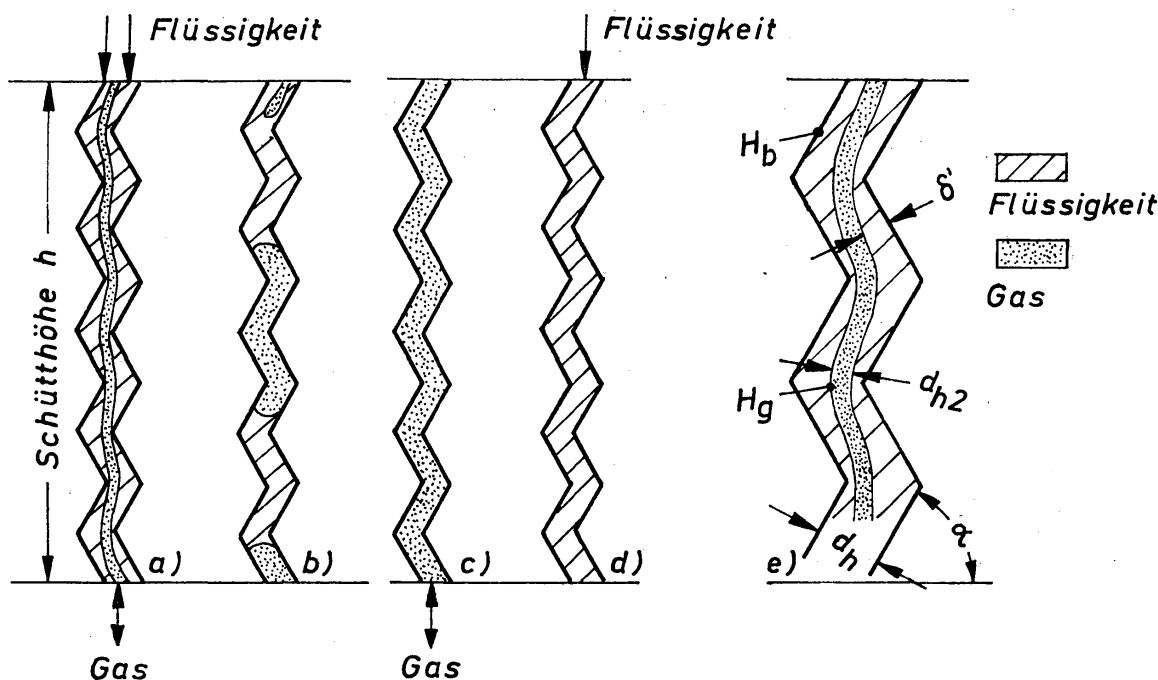 Flüssigkeit
Flüssigkeit
Schütthöhe h
a)
b)
c)
d)
e)
Gas
Gas
H_b
δ
Flüssigkeit
Gas
d_h2
H_g
d_h
α